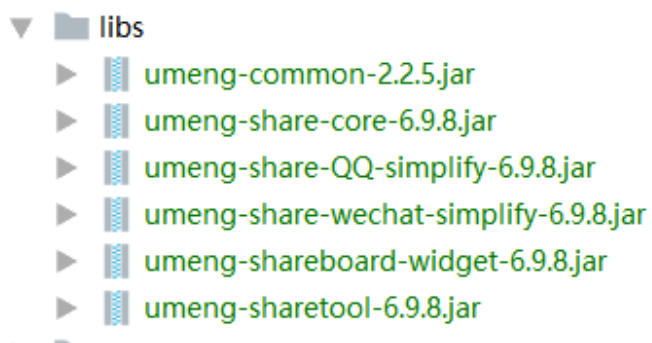 libs
umeng-common-2.2.5.jar
umeng-share-core-6.9.8.jar
umeng-share-QQ-simplify-6.9.8.jar
umeng-share-wechat-simplify-6.9.8.jar
umeng-shareboard-widget-6.9.8.jar
umeng-sharetool-6.9.8.jar